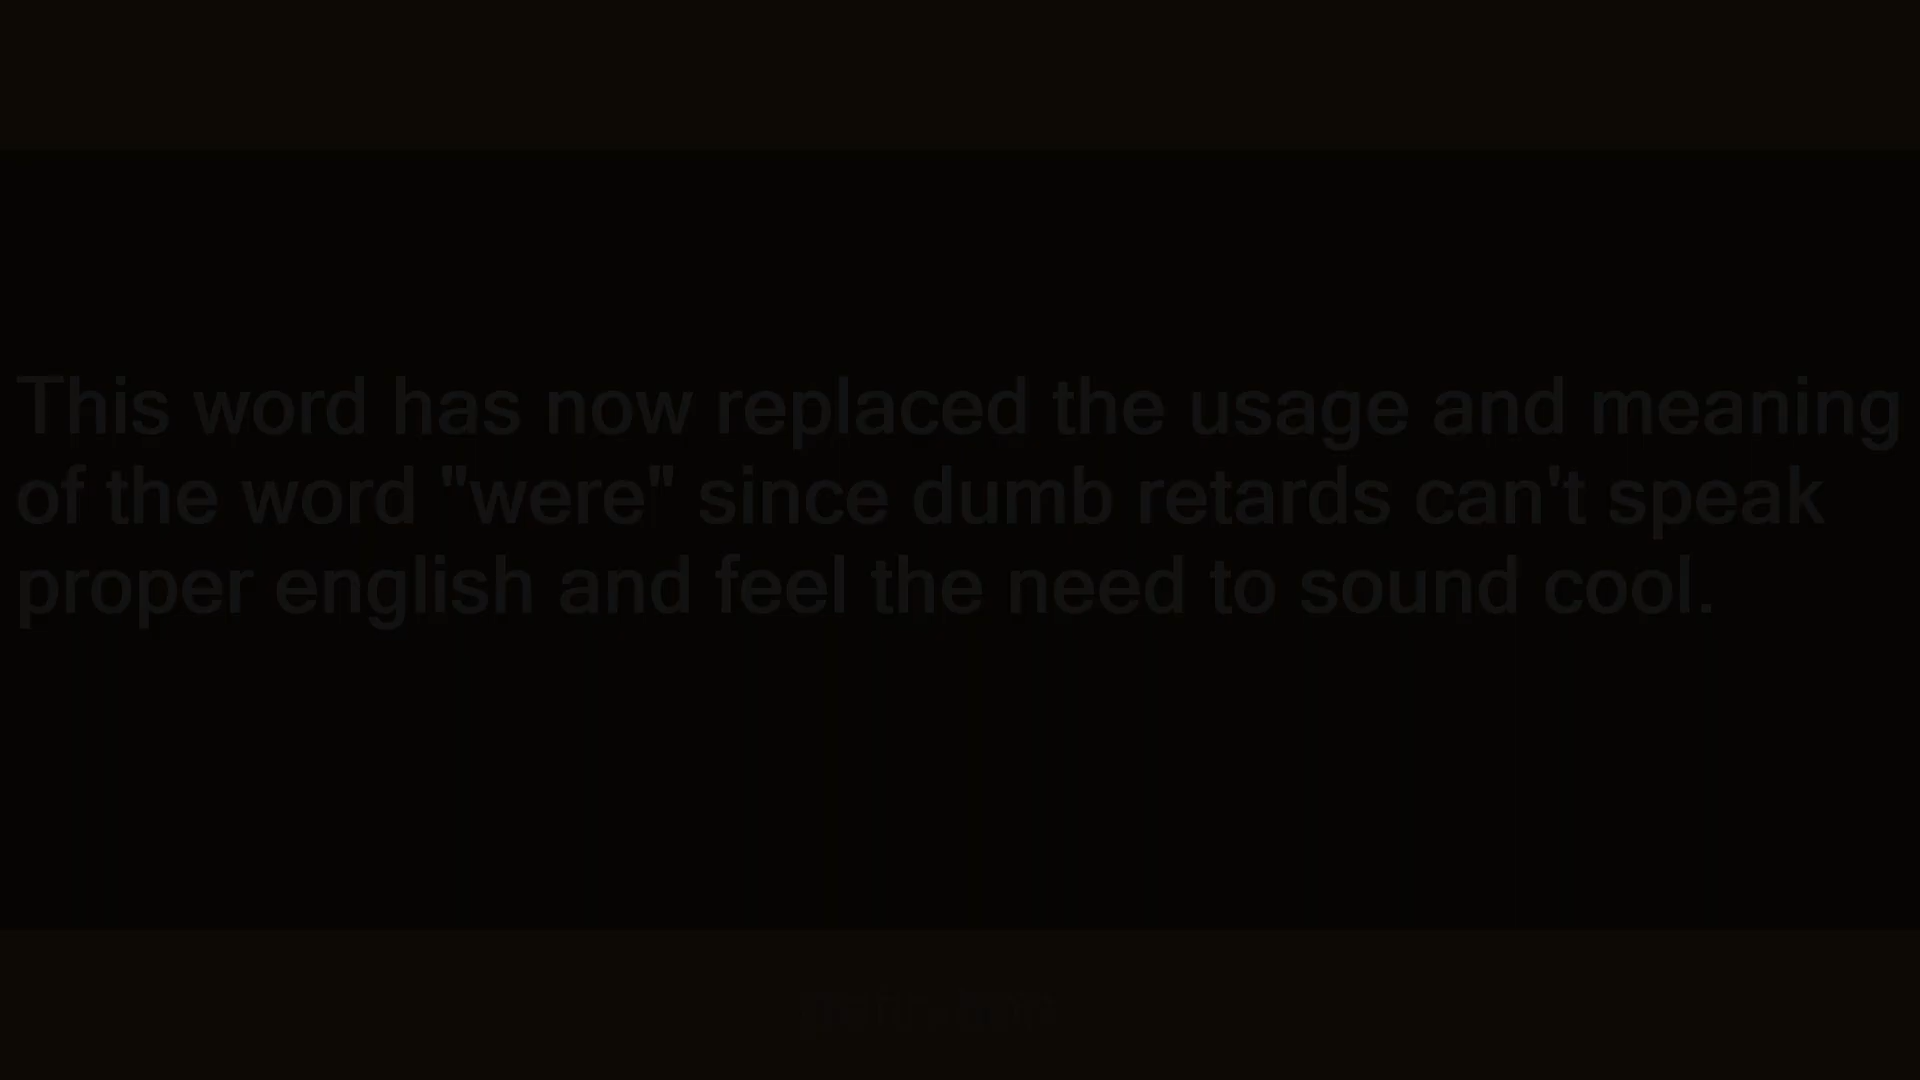 This word has now replaced the usage and meaning
of the word "were" since dumb retards can't speak
proper english and feel the need to sound cool.